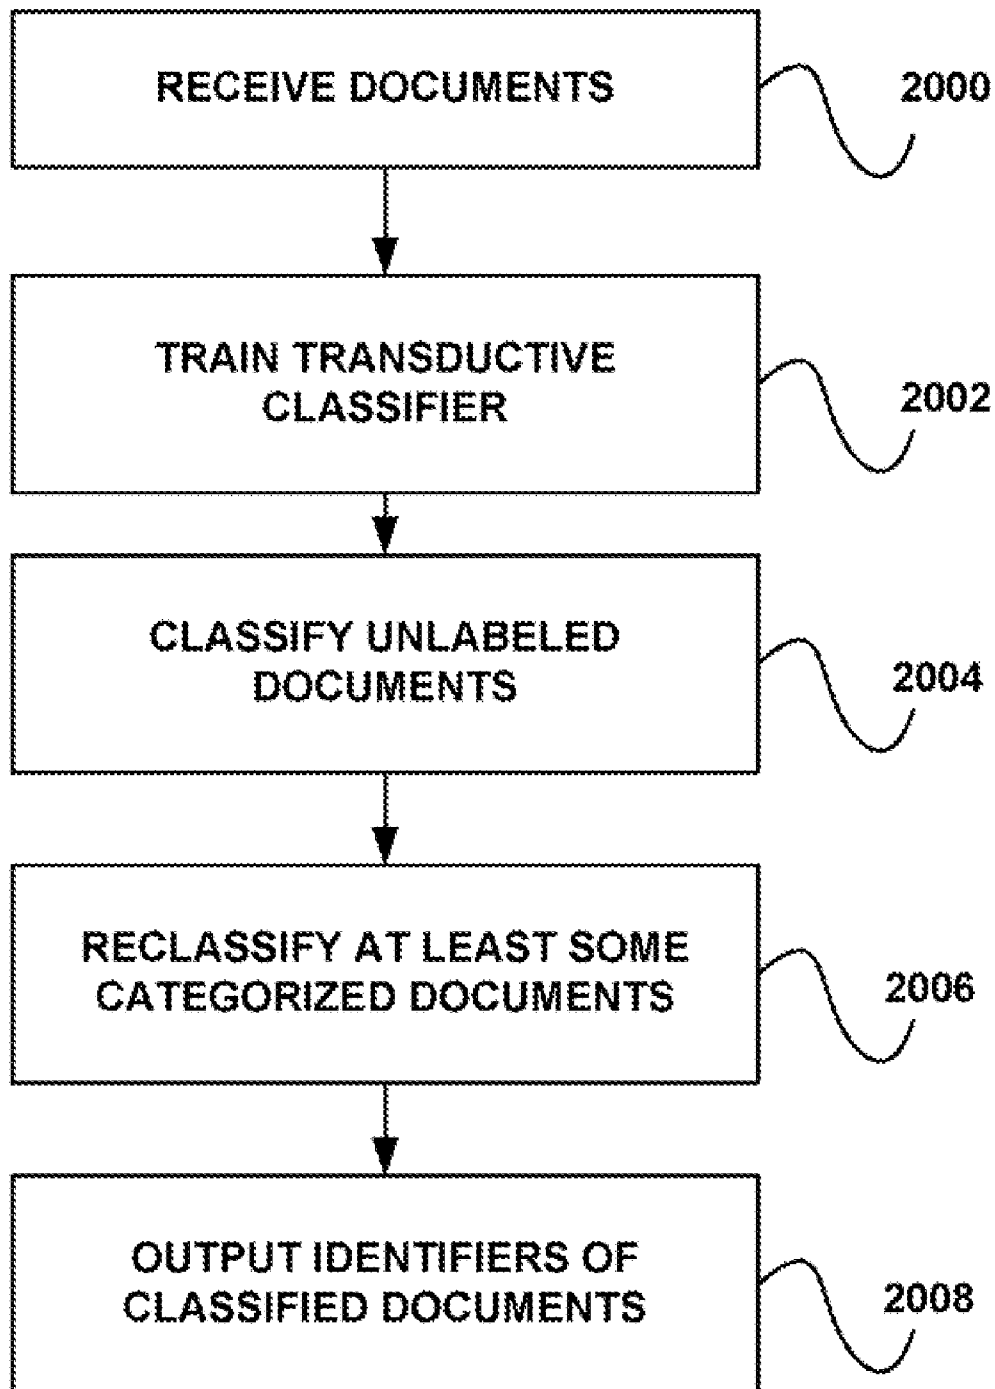 RECEIVE DOCUMENTS
2000
TRAIN TRANSDUCTIVE
CLASSIFIER
2002
CLASSIFY UNLABELED
DOCUMENTS
2004
RECLASSIFY AT LEAST SOME
CATEGORIZED DOCUMENTS
2006
OUTPUT IDENTIFIERS OF
CLASSIFIED DOCUMENTS
2008